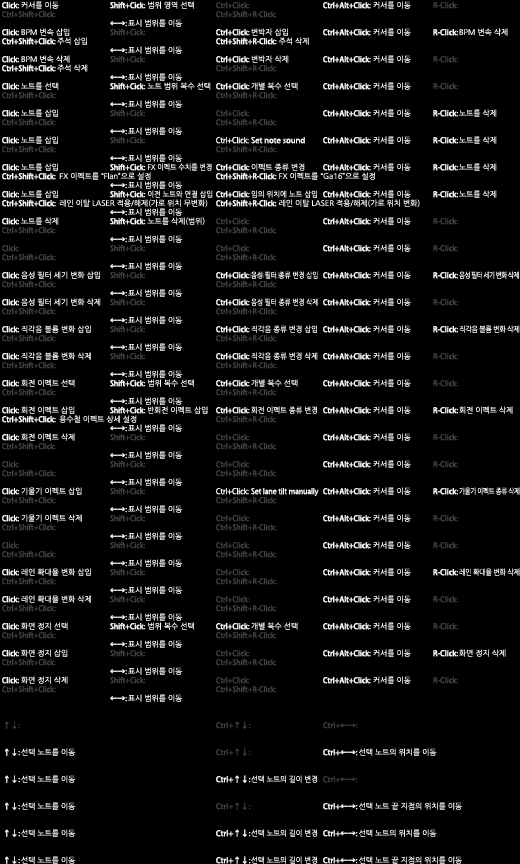 Click: 커서를 이동 Shift+Cick: 범위 영역 선택 Ctrl+Click: Ctrl+Alt+Click: 커서를 이동 R-Click:
Ctrl+Shift+Click: Ctrl+Shift+R-Click:
⟷:표시 범위를 이동
Click: BPM 변속 삽입 Shift+Cick: Ctrl+Click: 변박자 삽입 Ctrl+Alt+Click: 커서를 이동 R-Click: BPM 변속 삭제
Ctrl+Shift+Click: 주석 삽입 Ctrl+Shift+R-Click: 주석 삭제
⟷:표시 범위를 이동
Click: BPM 변속 삭제 Shift+Cick: Ctrl+Click: 변박자 삭제 Ctrl+Alt+Click: 커서를 이동 R-Click:
Ctrl+Shift+Click: 주석 삭제 Ctrl+Shift+R-Click:
⟷:표시 범위를 이동
Click: 노트를 선택 Shift+Cick: 노트 범위 복수 선택 Ctrl+Click: 개별 복수 선택 Ctrl+Alt+Click: 커서를 이동 R-Click:
Ctrl+Shift+Click: Ctrl+Shift+R-Click:
⟷:표시 범위를 이동
Click: 노트를 삽입 Shift+Cick: Ctrl+Click: Ctrl+Alt+Click: 커서를 이동 R-Click: 노트를 삭제
Ctrl+Shift+Click: Ctrl+Shift+R-Click:
⟷:표시 범위를 이동
Click: 노트를 삽입 Shift+Cick: Ctrl+Click: Set note sound Ctrl+Alt+Click: 커서를 이동 R-Click: 노트를 삭제
Ctrl+Shift+Click: Ctrl+Shift+R-Click:
⟷:표시 범위를 이동
Click: 노트를 삽입 Shift+Cick: FX 이펙트 수치를 변경 Ctrl+Click: 이펙트 종류 변경 Ctrl+Alt+Click: 커서를 이동 R-Click: 노트를 삭제
Ctrl+Shift+Click: FX 이펙트를 "Flan"으로 설정 Ctrl+Shift+R-Click: FX 이펙트를 "Ga16"으로 설정
⟷:표시 범위를 이동
Click: 노트를 삽입 Shift+Cick: 이전 노트와 연결 삽입 Ctrl+Click: 임의 위치에 노트 삽입 Ctrl+Alt+Click: 커서를 이동 R-Click: 노트를 삭제
Ctrl+Shift+Click: 레인 이탈 LASER 적용/해제(가로 위치 무변화) Ctrl+Shift+R-Click: 레인 이탈 LASER 적용/해제(가로 위치 변화)
⟷:표시 범위를 이동
Click: 노트를 삭제 Shift+Cick: 노트를 삭제(범위) Ctrl+Click: Ctrl+Alt+Click: 커서를 이동 R-Click:
Ctrl+Shift+Click: Ctrl+Shift+R-Click:
⟷:표시 범위를 이동
Click: Shift+Cick: Ctrl+Click: Ctrl+Alt+Click: 커서를 이동 R-Click:
Ctrl+Shift+Click: Ctrl+Shift+R-Click:
⟷:표시 범위를 이동
Click: 음성 필터 세기 변화 삽입 Shift+Cick: Ctrl+Click: 음성 필터 종류 변경 삽입 Ctrl+Alt+Click: 커서를 이동 R-Click: 음성 필터 세기 변화 삭제
Ctrl+Shift+Click: Ctrl+Shift+R-Click:
⟷:표시 범위를 이동
Click: 음성 필터 세기 변화 삭제 Shift+Cick: Ctrl+Click: 음성 필터 종류 변경 삭제 Ctrl+Alt+Click: 커서를 이동 R-Click:
Ctrl+Shift+Click: Ctrl+Shift+R-Click:
⟷:표시 범위를 이동
Click: 직각음 볼륨 변화 삽입 Shift+Cick: Ctrl+Click: 직각음 종류 변경 삽입 Ctrl+Alt+Click: 커서를 이동 R-Click: 직각음 볼륨 변화 삭제
Ctrl+Shift+Click: Ctrl+Shift+R-Click:
⟷:표시 범위를 이동
Click: 직각음 볼륨 변화 삭제 Shift+Cick: Ctrl+Click: 직각음 종류 변경 삭제 Ctrl+Alt+Click: 커서를 이동 R-Click:
Ctrl+Shift+Click: Ctrl+Shift+R-Click:
⟷:표시 범위를 이동
Click: 회전 이펙트 선택 Shift+Cick: 범위 복수 선택 Ctrl+Click: 개별 복수 선택 Ctrl+Alt+Click: 커서를 이동 R-Click:
Ctrl+Shift+Click: Ctrl+Shift+R-Click:
⟷:표시 범위를 이동
Click: 회전 이펙트 삽입 Shift+Cick: 반회전 이펙트 삽입 Ctrl+Click: 회전 이펙트 종류 변경 Ctrl+Alt+Click: 커서를 이동 R-Click: 회전 이펙트 삭제
Ctrl+Shift+Click: 용수철 이펙트 상세 설정 Ctrl+Shift+R-Click:
⟷:표시 범위를 이동
Click: 회전 이펙트 삭제 Shift+Cick: Ctrl+Click: Ctrl+Alt+Click: 커서를 이동 R-Click:
Ctrl+Shift+Click: Ctrl+Shift+R-Click:
⟷:표시 범위를 이동
Click: Shift+Cick: Ctrl+Click: Ctrl+Alt+Click: 커서를 이동 R-Click:
Ctrl+Shift+Click: Ctrl+Shift+R-Click:
⟷:표시 범위를 이동
Click: 기울기 이펙트 삽입 Shift+Cick: Ctrl+Click: Set lane tilt manually Ctrl+Alt+Click: 커서를 이동 R-Click: 기울기 이펙트 종류 삭제
Ctrl+Shift+Click: Ctrl+Shift+R-Click:
⟷:표시 범위를 이동
Click: 기울기 이펙트 삭제 Shift+Cick: Ctrl+Click: Ctrl+Alt+Click: 커서를 이동 R-Click:
Ctrl+Shift+Click: Ctrl+Shift+R-Click:
⟷:표시 범위를 이동
Click: Shift+Cick: Ctrl+Click: Ctrl+Alt+Click: 커서를 이동 R-Click:
Ctrl+Shift+Click: Ctrl+Shift+R-Click:
⟷:표시 범위를 이동
Click: 레인 확대율 변화 삽입 Shift+Cick: Ctrl+Click: Ctrl+Alt+Click: 커서를 이동 R-Click: 레인 확대율 변화 삭제
Ctrl+Shift+Click: Ctrl+Shift+R-Click:
⟷:표시 범위를 이동
Click: 레인 확대율 변화 삭제 Shift+Cick: Ctrl+Click: Ctrl+Alt+Click: 커서를 이동 R-Click:
Ctrl+Shift+Click: Ctrl+Shift+R-Click:
⟷:표시 범위를 이동
Click: 화면 정지 선택 Shift+Cick: 범위 복수 선택 Ctrl+Click: 개별 복수 선택 Ctrl+Alt+Click: 커서를 이동 R-Click:
Ctrl+Shift+Click: Ctrl+Shift+R-Click:
⟷:표시 범위를 이동
Click: 화면 정지 삽입 Shift+Cick: Ctrl+Click: Ctrl+Alt+Click: 커서를 이동 R-Click: 화면 정지 삭제
Ctrl+Shift+Click: Ctrl+Shift+R-Click:
⟷:표시 범위를 이동
Click: 화면 정지 삭제 Shift+Cick: Ctrl+Click: Ctrl+Alt+Click: 커서를 이동 R-Click:
Ctrl+Shift+Click: Ctrl+Shift+R-Click:
⟷:표시 범위를 이동
↑↓: Ctrl+↑↓: Ctrl+⟷:
↑↓:선택 노트를 이동 Ctrl+↑↓: Ctrl+⟷:선택 노트의 위치를 이동
↑↓:선택 노트를 이동 Ctrl+↑↓:선택 노트의 길이 변경 Ctrl+⟷:
↑↓:선택 노트를 이동 Ctrl+↑↓: Ctrl+⟷:선택 노트 끝 지점의 위치를 이동
↑↓:선택 노트를 이동 Ctrl+↑↓:선택 노트의 길이 변경 Ctrl+⟷:선택 노트의 위치를 이동
↑↓:선택 노트를 이동 Ctrl+↑↓:선택 노트의 길이 변경 Ctrl+⟷:선택 노트 끝 지점의 위치를 이동